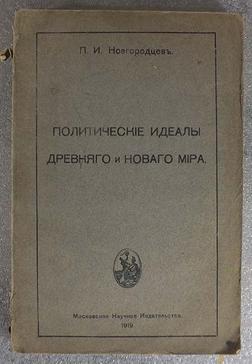 П. И. Новгородцевъ.
ПОЛИТИЧЕСКІЕ ИДЕАЛЫ
ДРЕВНЯГО и НОВАГО МІРА.
Московское Научное Издательство.
1919